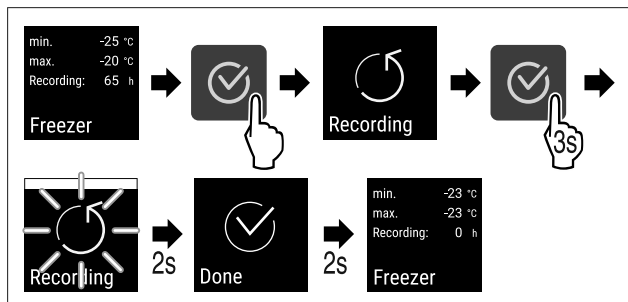 min. -25 °C
max. -20 °C
Recording: 65 h
Freezer
Recording
3s
Recording
2s
Done
2s
min. -23 °C
max. -23 °C
Recording: 0 h
Freezer